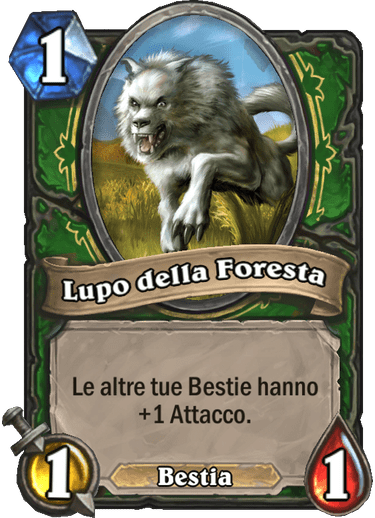 1
Lupo della Foresta
Le altre tue Bestie hanno
+1 Attacco.
1
Bestia
1